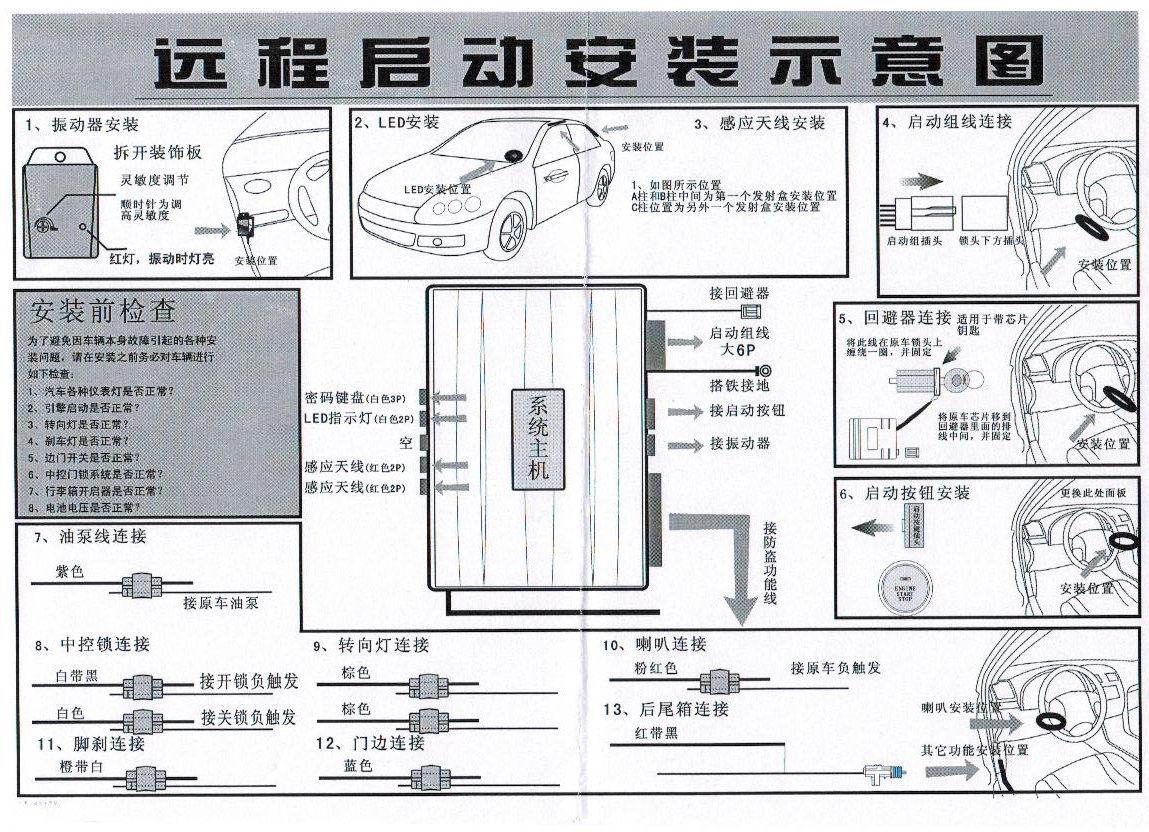 远程启动安装示意图
1、振动器安装
拆开装饰板
灵敏度调节
顺时针为调
高灵敏度
红灯，振动时灯亮
安装位置
2、LED安装
LED安装位置
3、感应天线安装
安装位置
1、如图所示位置
A柱和B柱中间为第一个发射盒安装位置
C柱位置为另外一个发射盒安装位置
4、启动组线连接
启动组插头
锁头下方插头
安装位置
安装前检查
为了避免因车辆本身故障引起的各种安
装问题，请在安装之前务必对车辆进行
如下检查：
1、汽车各种仪表灯是否正常？
2、引擎启动是否正常？
3、转向灯是否正常？
4、刹车灯是否正常？
5、边门开关是否正常？
6、中控门锁系统是否正常？
7、行李箱开启器是否正常？
8、电池电压是否正常？
密码键盘(白色3P)
LED指示灯(白色2P)
空
感应天线(红色2P)
感应天线(红色2P)
系统主机
接回避器
启动组线
大6P
搭铁接地
接启动按钮
接振动器
接防盗功能线
5、回避器连接
适用于带芯片
钥匙
将此线在原车锁头上
缠绕一圈，并固定
将原车芯片移到
回避器里面的排
线中间，并固定
安装位置
6、启动按钮安装
更换此处面板
启动按键插头
ENGINE
START
STOP
安装位置
7、油泵线连接
紫色
接原车油泵
8、中控锁连接
白带黑
接开锁负触发
白色
接关锁负触发
9、转向灯连接
棕色
棕色
10、喇叭连接
粉红色
接原车负触发
11、脚刹连接
橙带白
12、门边连接
蓝色
13、后尾箱连接
红带黑
喇叭安装位置
其它功能安装位置